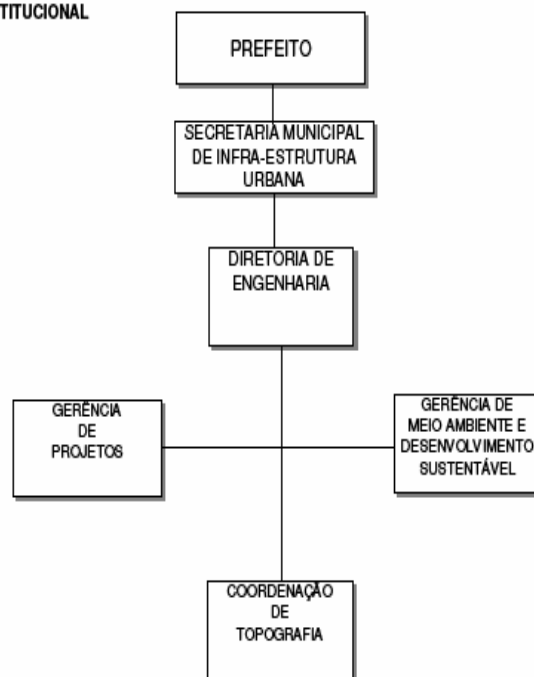 TITUCIONAL
PREFEITO
SECRETARIA MUNICIPAL
DE INFRA-ESTRUTURA
URBANA
DIRETORIA DE
ENGENHARIA
GERÊNCIA
DE
PROJETOS
GERÊNCIA DE
MEIO AMBIENTE E
DESENVOLVIMENTO
SUSTENTÁVEL
COORDENAÇÃO
DE
TOPOGRAFIA